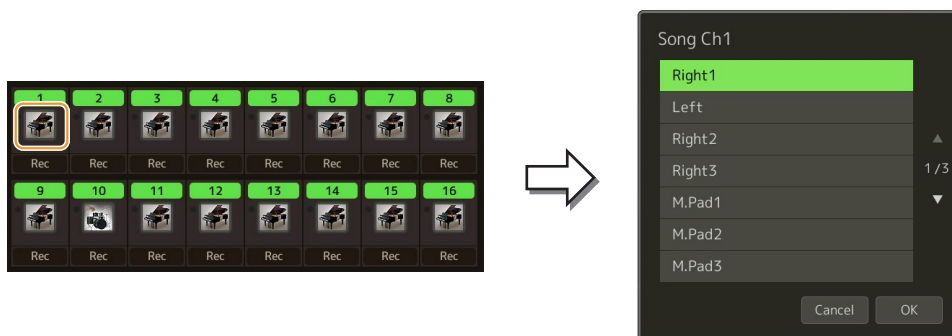 1 2 3 4 5 6 7 8
Rec Rec Rec Rec Rec Rec Rec Rec
9 10 11 12 13 14 15 16
Rec Rec Rec Rec Rec Rec Rec Rec
Song Ch1
Right1
Left
Right2
Right3
1/3
M.Pad1
M.Pad2
M.Pad3
Cancel OK